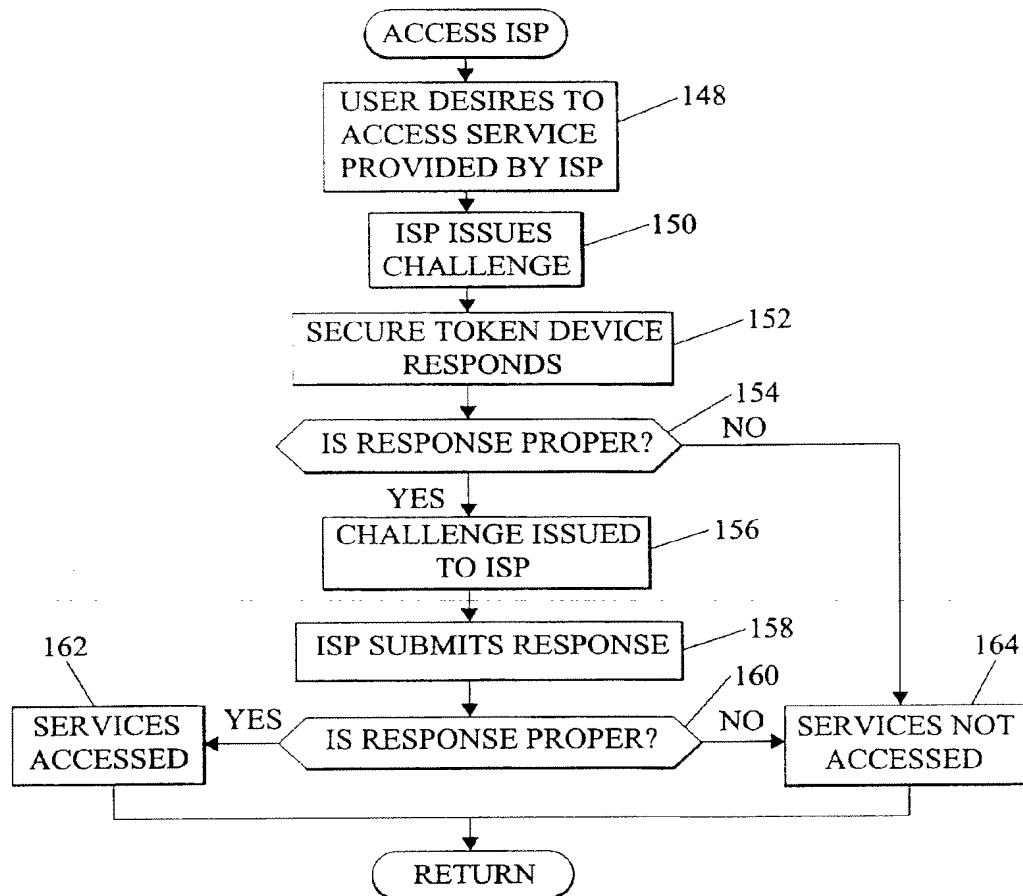 ACCESS ISP
USER DESIRES TO
ACCESS SERVICE
PROVIDED BY ISP
148
ISP ISSUES
CHALLENGE
150
SECURE TOKEN DEVICE
RESPONDS
152
IS RESPONSE PROPER?
154
NO
YES
CHALLENGE ISSUED
TO ISP
156
ISP SUBMITS RESPONSE
158
162
160
164
SERVICES
ACCESSED
YES
IS RESPONSE PROPER?
NO
SERVICES NOT
ACCESSED
RETURN